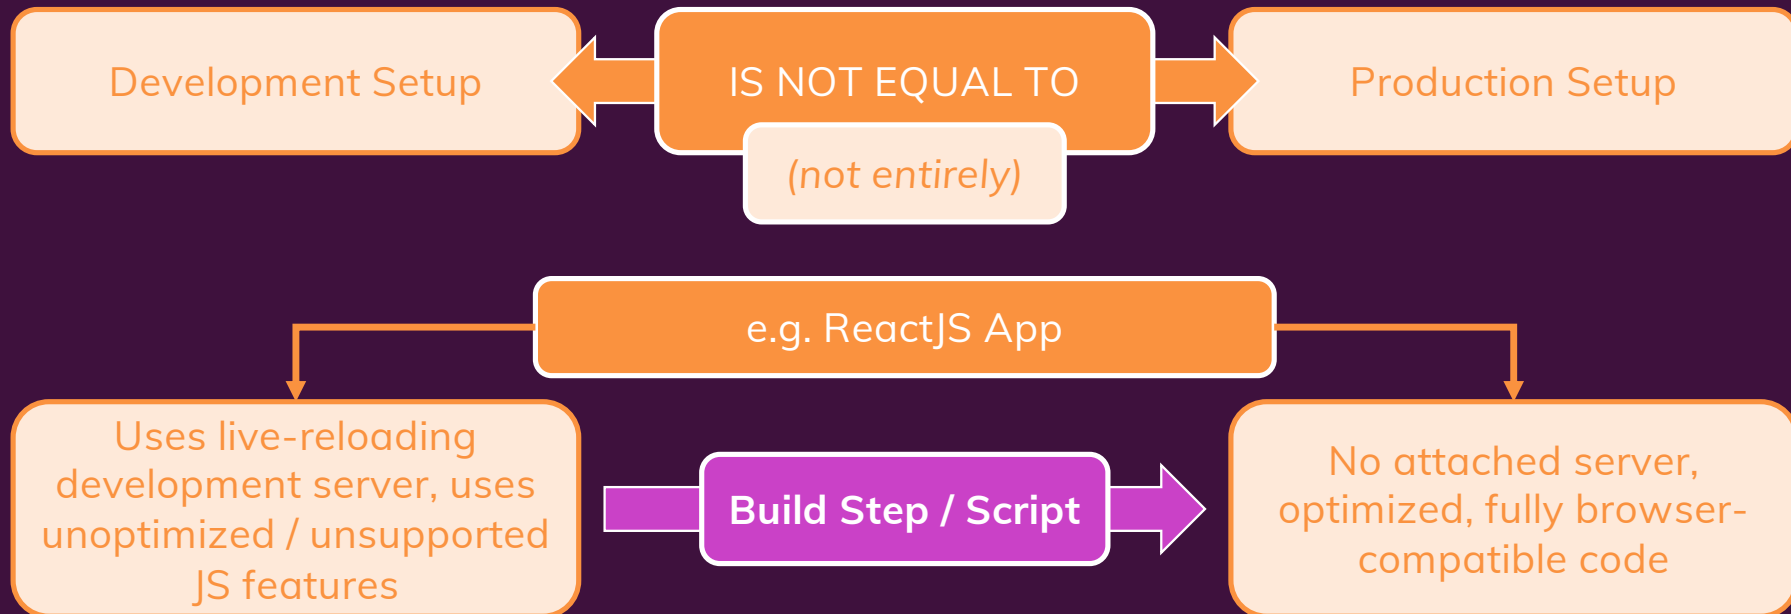 Development Setup
IS NOT EQUAL TO
Production Setup
(not entirely)
e.g. ReactJS App
Uses live-reloading
development server, uses
unoptimized / unsupported
JS features
Build Step / Script
No attached server,
optimized, fully browser-
compatible code